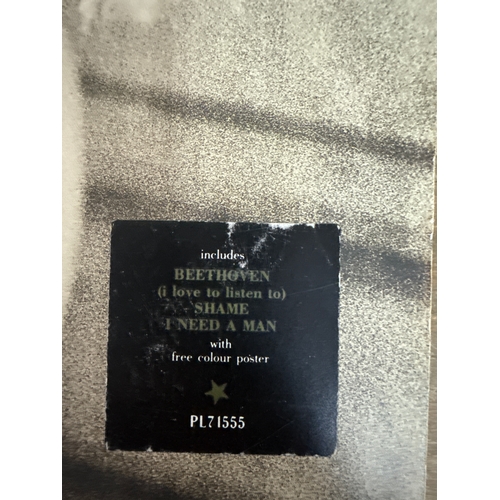 includes
BEETHOVEN
(i love to listen to)
SHAME
I NEED A MAN
with
free colour poster
PL71555